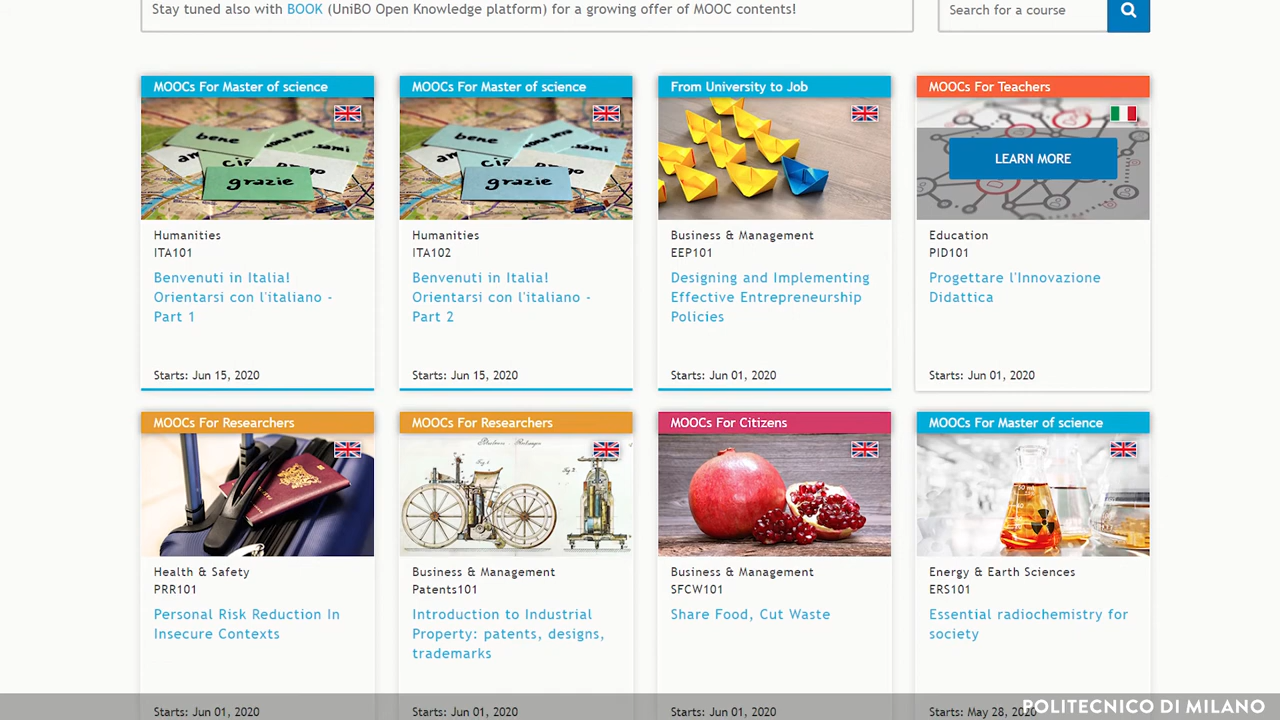 Stay tuned also with BOOK (UniBO Open Knowledge platform) for a growing offer of MOOC contents!
Search for a course
MOOCs For Master of science
bene
ciao
grazie
Humanities
ITA101
Benvenuti in Italia!
Orientarsi con l'italiano -
Part 1
Starts: Jun 15, 2020
MOOCs For Master of science
bene
grazie
Humanities
ITA102
Benvenuti in Italia!
Orientarsi con l'italiano -
Part 2
Starts: Jun 15, 2020
From University to Job
Business & Management
EEP101
Designing and Implementing
Effective Entrepreneurship
Policies
Starts: Jun 01, 2020
MOOCs For Teachers
LEARN MORE
Education
PID101
Progettare l'Innovazione
Didattica
Starts: Jun 01, 2020
MOOCs For Researchers
Health & Safety
PRR101
Personal Risk Reduction In
Insecure Contexts
Starts: Jun 01, 2020
MOOCs For Researchers
Business & Management
Patents101
Introduction to Industrial
Property: patents, designs,
trademarks
Starts: Jun 01, 2020
MOOCs For Citizens
Business & Management
SFCW101
Share Food, Cut Waste
Starts: Jun 01, 2020
MOOCs For Master of science
Energy & Earth Sciences
ERS101
Essential radiochemistry for
society
Starts: May 28, 2020
POLITECNICO DI MILANO